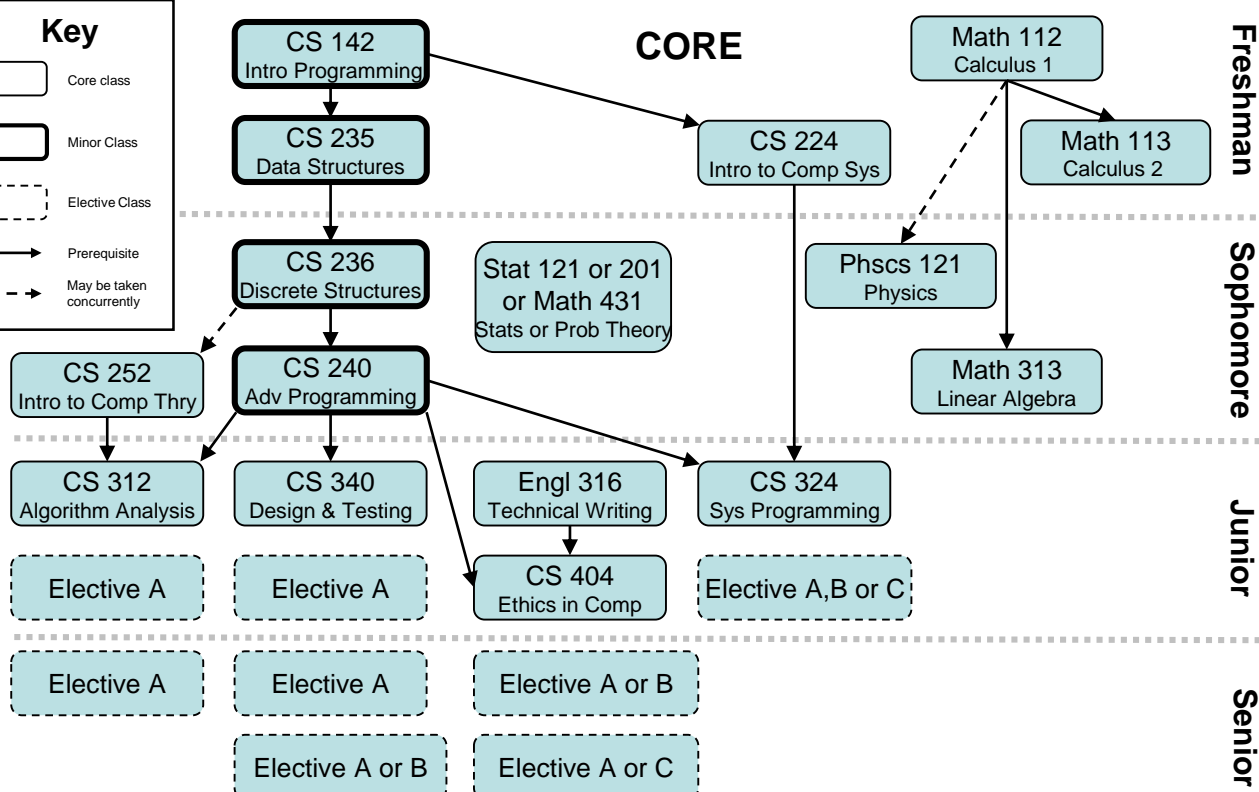 Key
Core class
Minor Class
Elective Class
Prerequisite
May be taken
concurrently
CORE
Freshman
CS 142
Intro Programming
Math 112
Calculus 1
CS 235
Data Structures
CS 224
Intro to Comp Sys
Math 113
Calculus 2
Sophomore
CS 236
Discrete Structures
Stat 121 or 201
or Math 431
Stats or Prob Theory
Phscs 121
Physics
CS 252
Intro to Comp Thry
CS 240
Adv Programming
Math 313
Linear Algebra
Junior
CS 312
Algorithm Analysis
CS 340
Design & Testing
Engl 316
Technical Writing
CS 324
Sys Programming
Elective A
Elective A
CS 404
Ethics in Comp
Elective A,B or C
Senior
Elective A
Elective A
Elective A or B
Elective A or B
Elective A or C